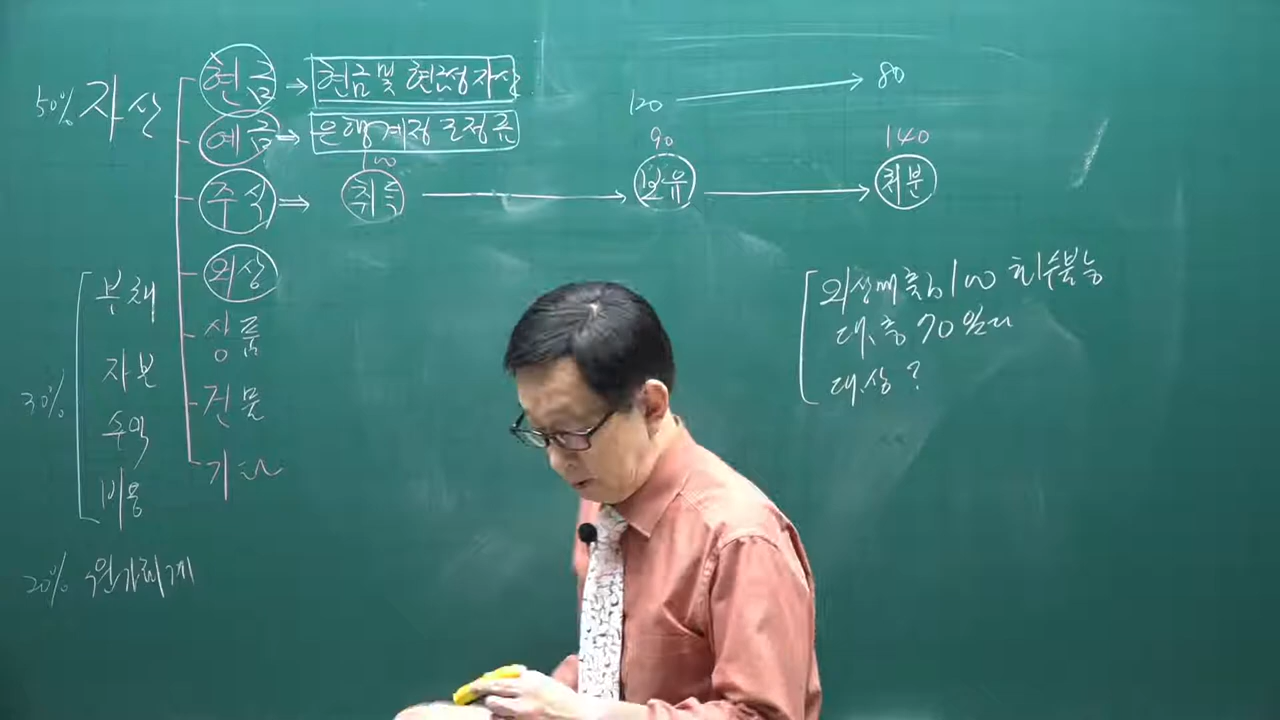 50% 자산
현금 → 현금 및 현금성자산
예금 ⇒ 은행계정조정표
주식 ⇒ 취득 → 보유 → 처분
100
90
140
120 → 80
외상
상품
건물
기타
30%
부채
자본
수익
비용
20% 원가회계
외상매출금 100 회수불능
대.충 70 있다
대.상 ?